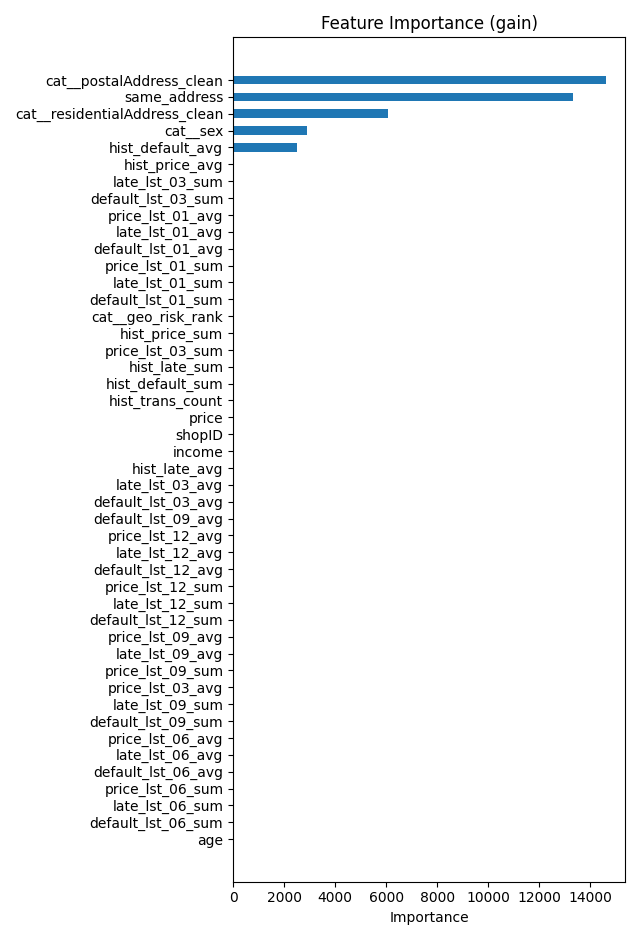 Feature Importance (gain)
cat__postalAddress_clean
same_address
cat__residentialAddress_clean
cat__sex
hist_default_avg
hist_price_avg
late_lst_03_sum
default_lst_03_sum
price_lst_01_avg
late_lst_01_avg
default_lst_01_avg
price_lst_01_sum
late_lst_01_sum
default_lst_01_sum
cat__geo_risk_rank
hist_price_sum
price_lst_03_sum
hist_late_sum
hist_default_sum
hist_trans_count
price
shopID
income
hist_late_avg
late_lst_03_avg
default_lst_03_avg
default_lst_09_avg
price_lst_12_avg
late_lst_12_avg
default_lst_12_avg
price_lst_12_sum
late_lst_12_sum
default_lst_12_sum
price_lst_09_avg
late_lst_09_avg
price_lst_09_sum
price_lst_03_avg
late_lst_09_sum
default_lst_09_sum
price_lst_06_avg
late_lst_06_avg
default_lst_06_avg
price_lst_06_sum
late_lst_06_sum
default_lst_06_sum
age
0 2000 4000 6000 8000 10000 12000 14000
Importance